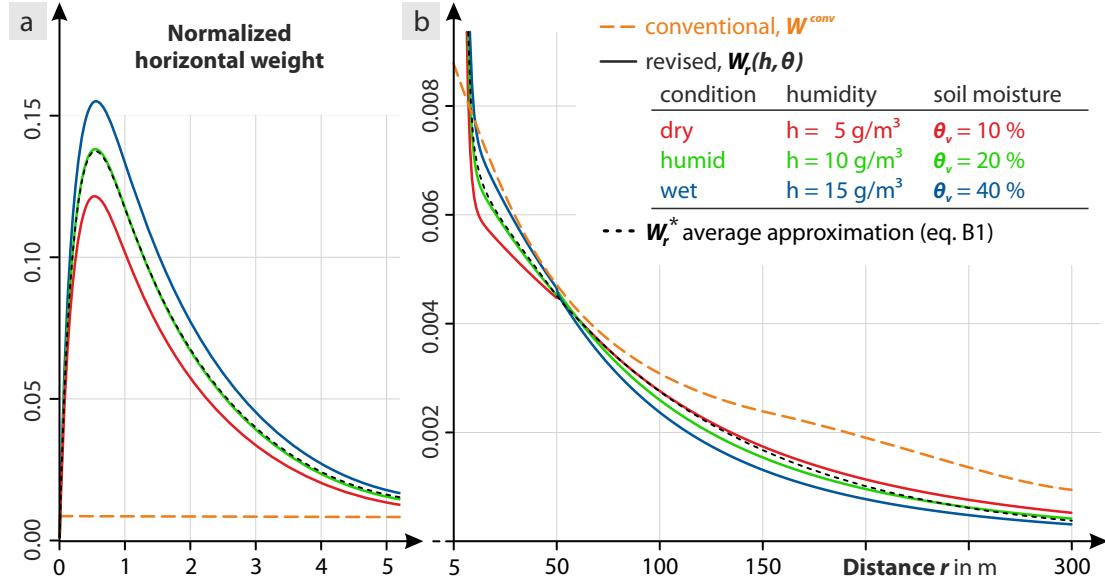 a
Normalized
horizontal weight
0.15
0.10
0.05
0.00
0 1 2 3 4 5
b
0.008
0.006
0.004
0.002
5 50 100 150 Distance r in m 300
conventional, W^conv
revised, W_r(h, θ)
condition humidity soil moisture
dry h = 5 g/m³ θ_v = 10 %
humid h = 10 g/m³ θ_v = 20 %
wet h = 15 g/m³ θ_v = 40 %
W_r* average approximation (eq. B1)